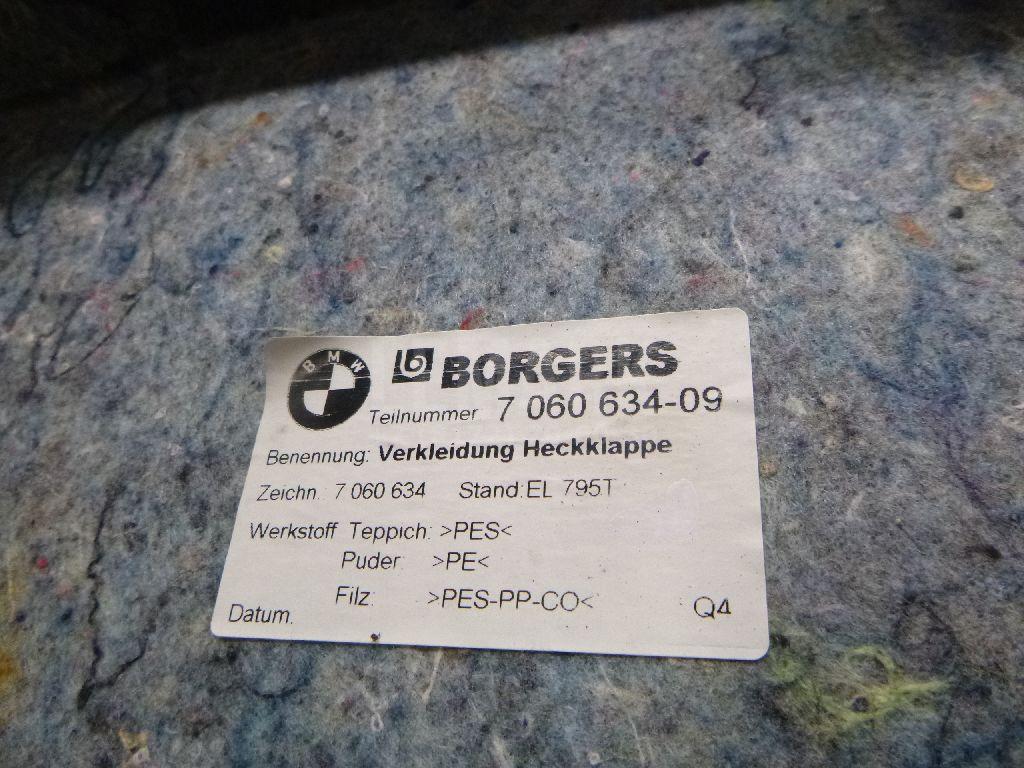 BMW
b BORGERS
Teilnummer 7 060 634-09
Benennung: Verkleidung Heckklappe
Zeichn. 7 060 634 Stand:EL 795T
Werkstoff Teppich: >PES<
Puder: >PE<
Filz: >PES-PP-CO<
Datum. Q4